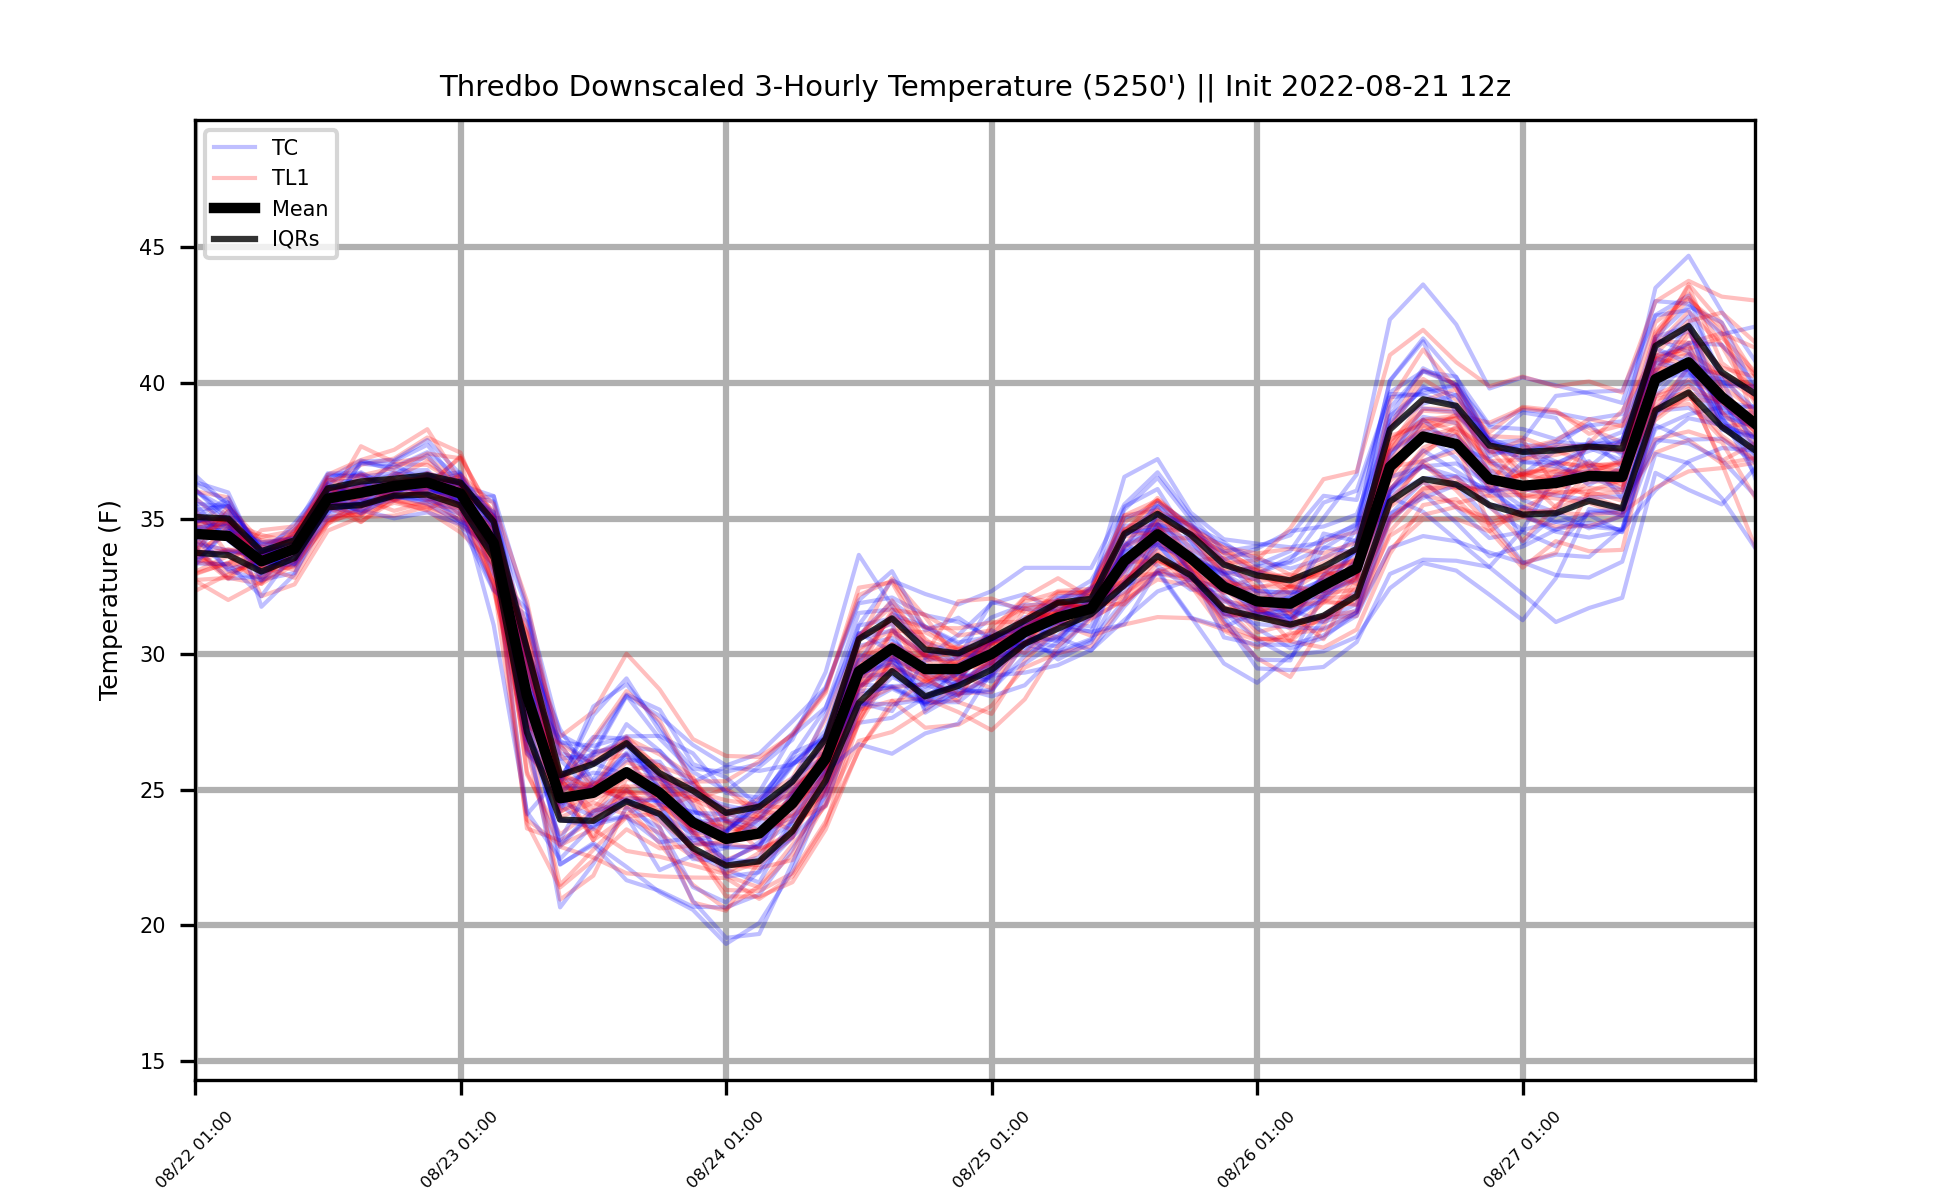 Thredbo Downscaled 3-Hourly Temperature (5250') || Init 2022-08-21 12z
TC
TL1
Mean
IQRs
Temperature (F)
45
40
35
30
25
20
15
08/22 01:00
08/23 01:00
08/24 01:00
08/25 01:00
08/26 01:00
08/27 01:00